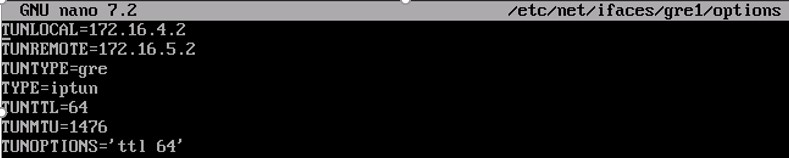 GNU nano 7.2 /etc/net/ifaces/gre1/options
TUNLOCAL=172.16.4.2
TUNREMOTE=172.16.5.2
TUNTYPE=gre
TYPE=iptun
TUNTTL=64
TUNMTU=1476
TUNOPTIONS='ttl 64'